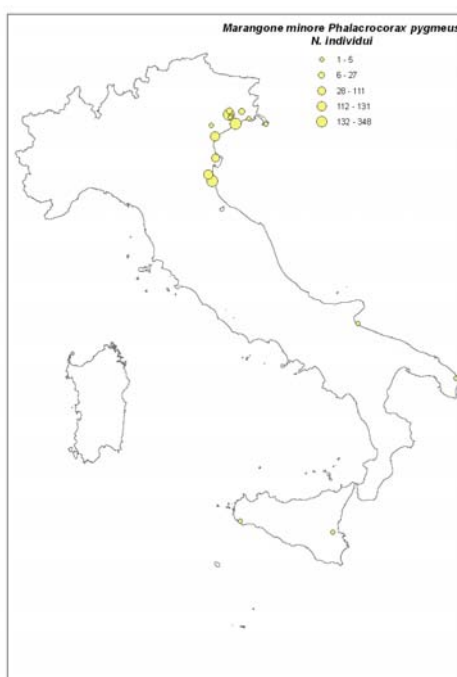 Marangone minore Phalacrocorax pygmeus
N. individui
1 - 5
6 - 27
28 - 111
112 - 131
132 - 348